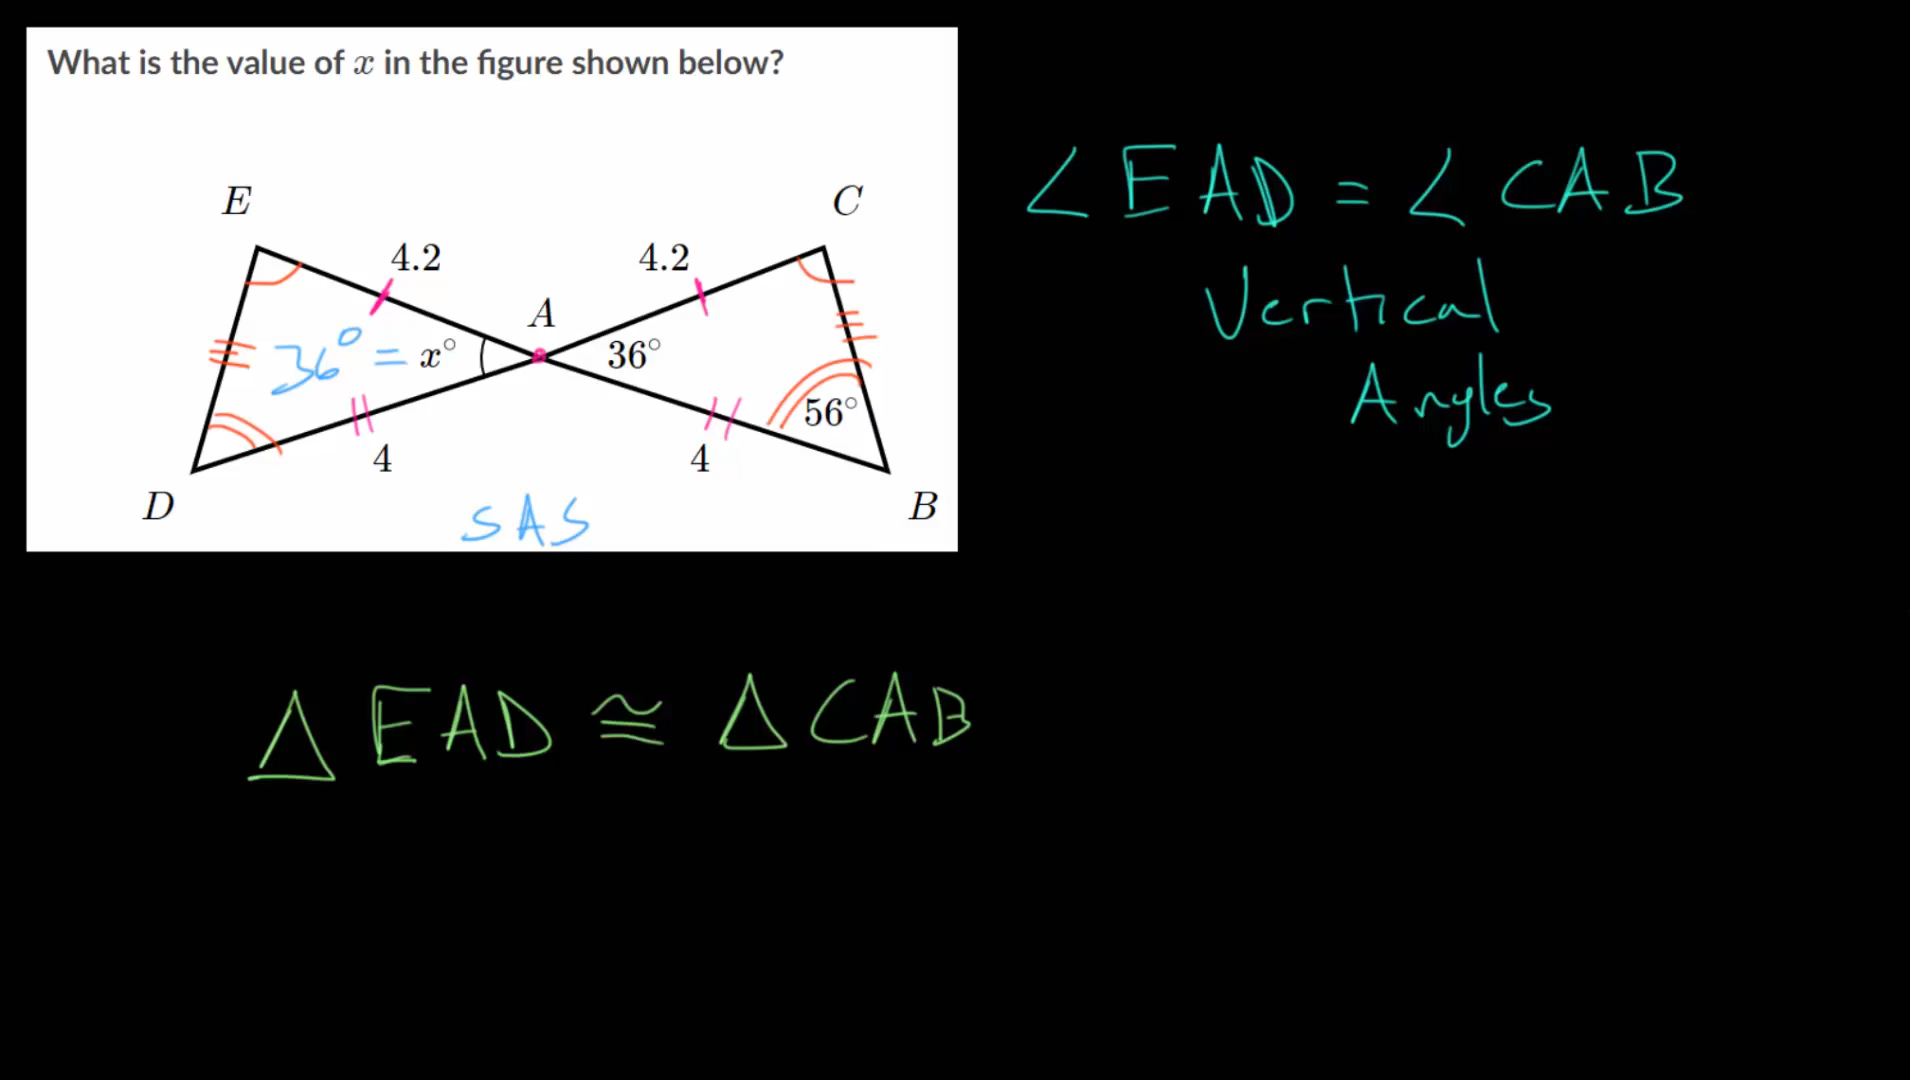 What is the value of x in the figure shown below?
E
C
4.2
4.2
A
36° = x°
36°
56°
4
4
D
B
SAS
∠EAD = ∠CAB
Vertical
Angles
△EAD ≅ △CAB